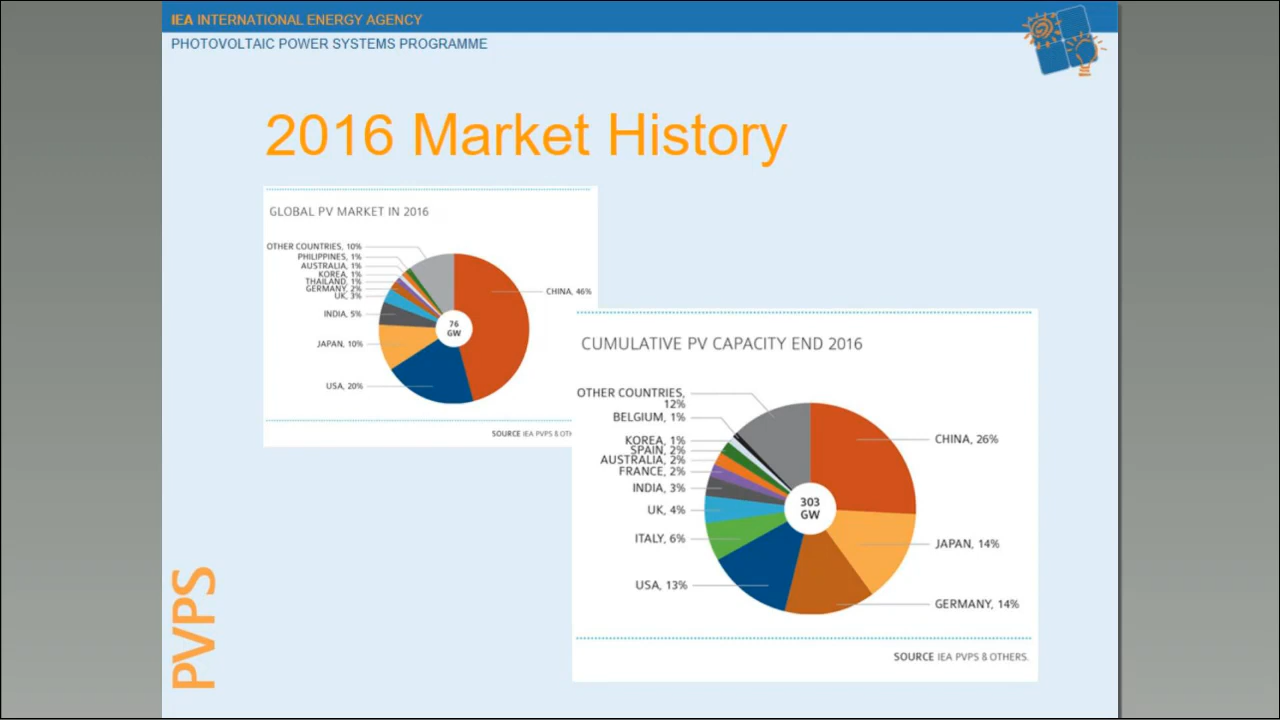 IEA INTERNATIONAL ENERGY AGENCY
PHOTOVOLTAIC POWER SYSTEMS PROGRAMME
2016 Market History
GLOBAL PV MARKET IN 2016
OTHER COUNTRIES, 10%
PHILIPPINES, 1%
AUSTRALIA, 1%
KOREA, 1%
THAILAND, 1%
GERMANY, 2%
UK, 3%
INDIA, 5%
JAPAN, 10%
USA, 20%
CHINA, 46%
76
GW
SOURCE IEA PVPS & OTH
CUMULATIVE PV CAPACITY END 2016
OTHER COUNTRIES,
12%
BELGIUM, 1%
KOREA, 1%
SPAIN, 2%
AUSTRALIA, 2%
FRANCE, 2%
INDIA, 3%
UK, 4%
ITALY, 6%
USA, 13%
CHINA, 26%
JAPAN, 14%
GERMANY, 14%
303
GW
SOURCE IEA PVPS & OTHERS.
PVPS